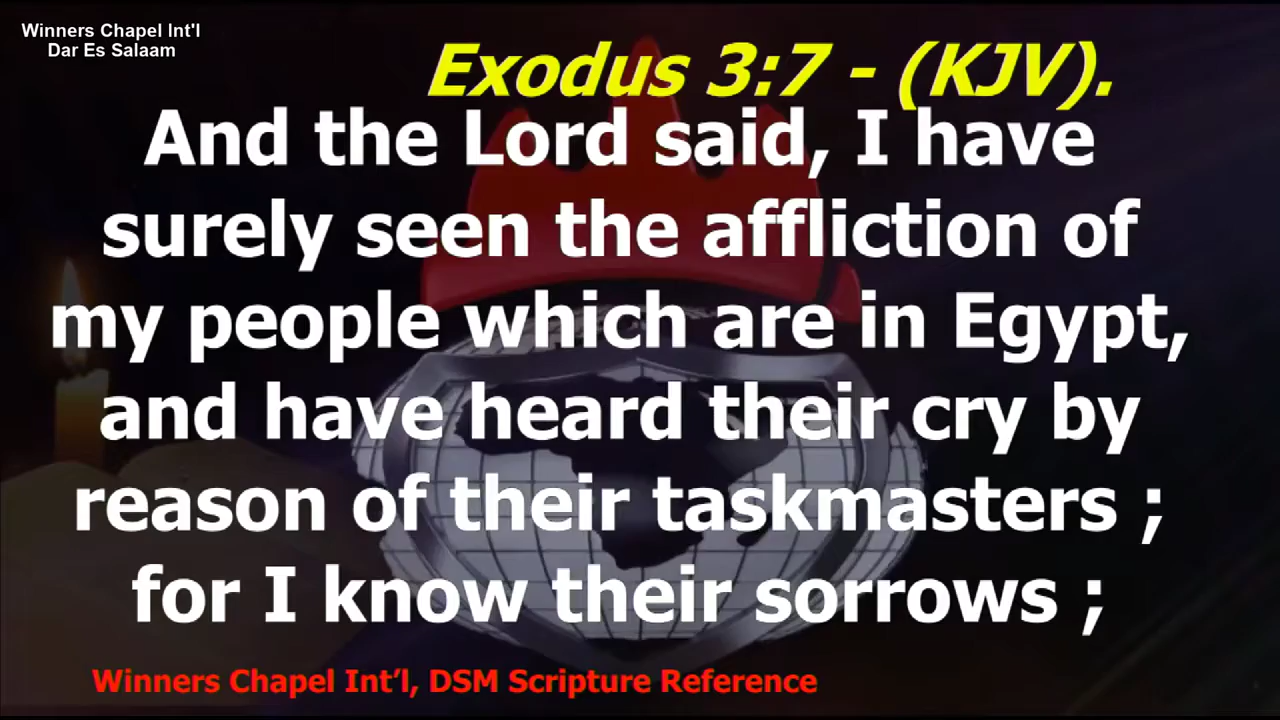 Winners Chapel Int'l
Dar Es Salaam
Exodus 3:7 - (KJV).
And the Lord said, I have
surely seen the affliction of
my people which are in Egypt,
and have heard their cry by
reason of their taskmasters ;
for I know their sorrows ;
Winners Chapel Int’l, DSM Scripture Reference